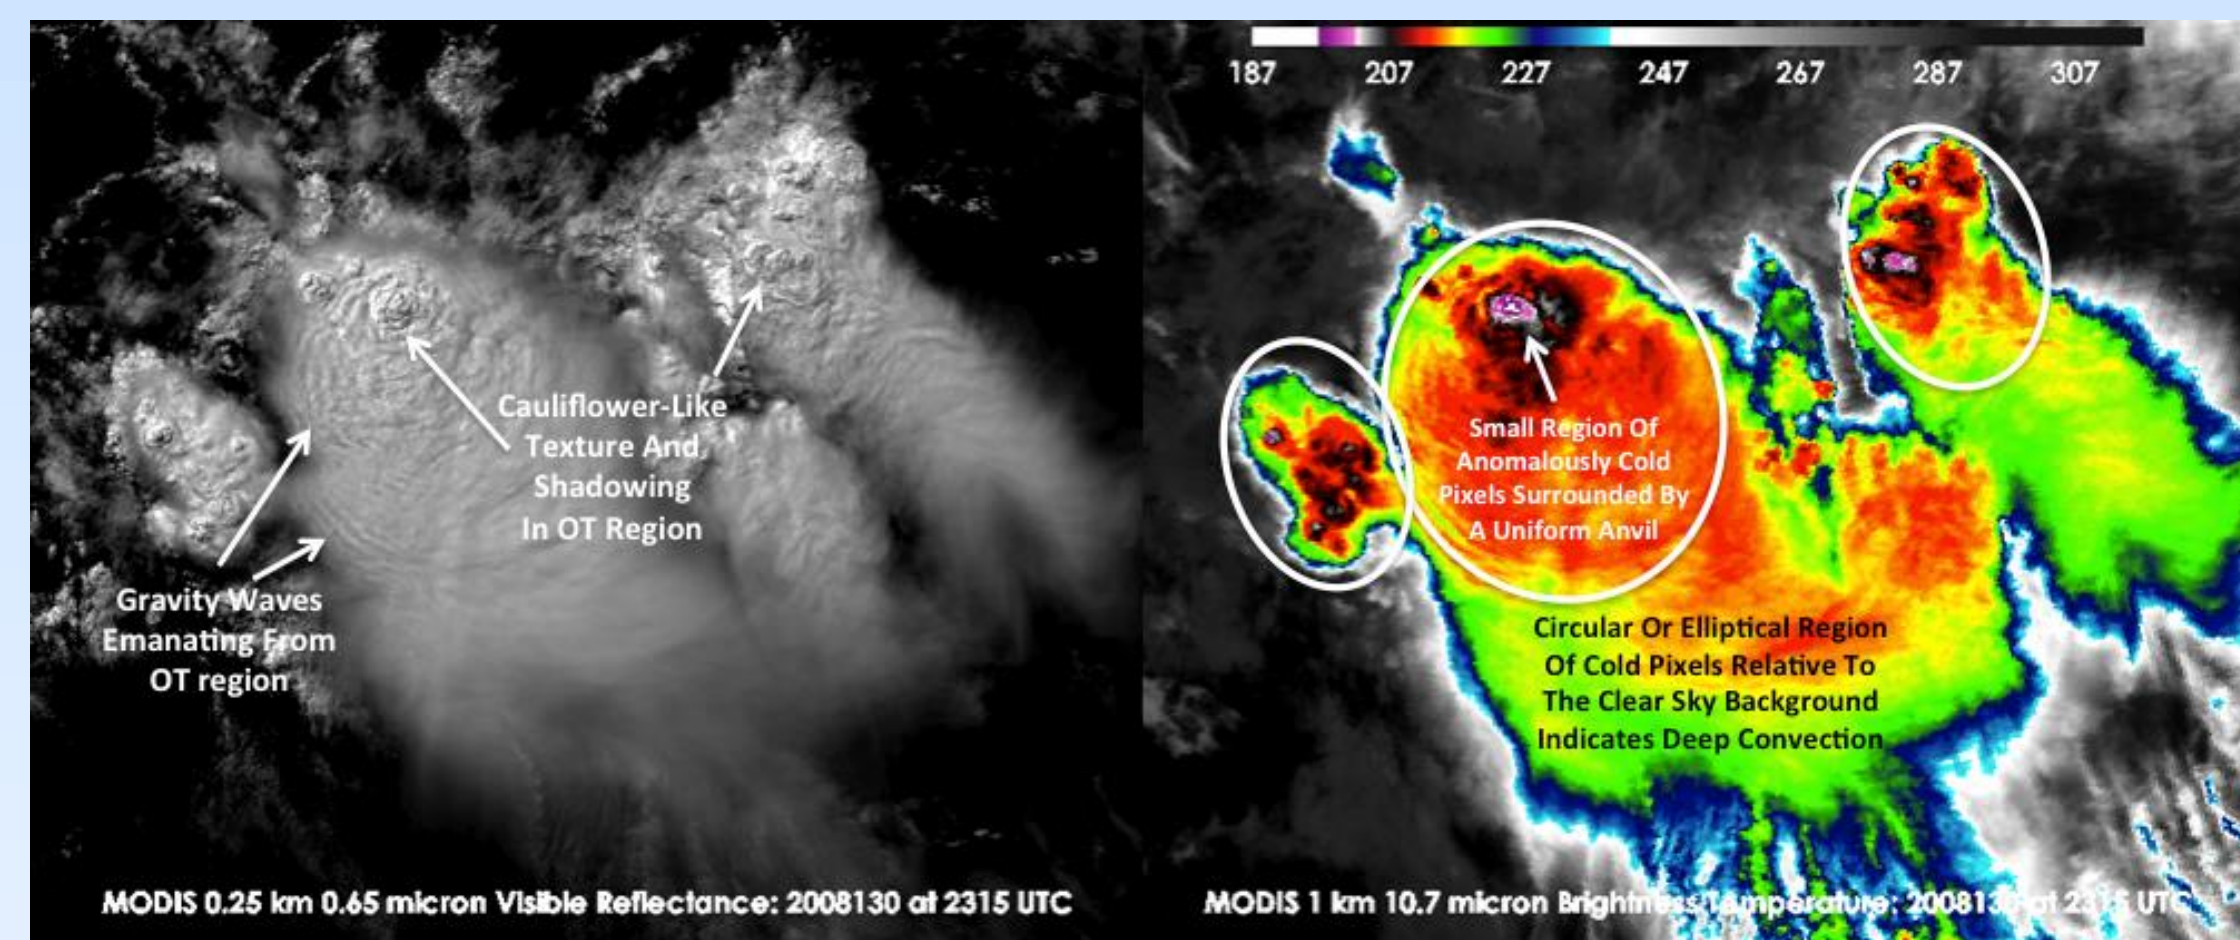 187 207 227 247 267 287 307
Cauliflower-Like
Texture And
Shadowing
In OT Region
Gravity Waves
Emanating From
OT region
Small Region Of
Anomalously Cold
Pixels Surrounded By
A Uniform Anvil
Circular Or Elliptical Region
Of Cold Pixels Relative To
The Clear Sky Background
Indicates Deep Convection
MODIS 0.25 km 0.65 micron Visible Reflectance: 2008130 at 2315 UTC
MODIS 1 km 10.7 micron Brightness Temperature: 2008130 at 2315 UTC